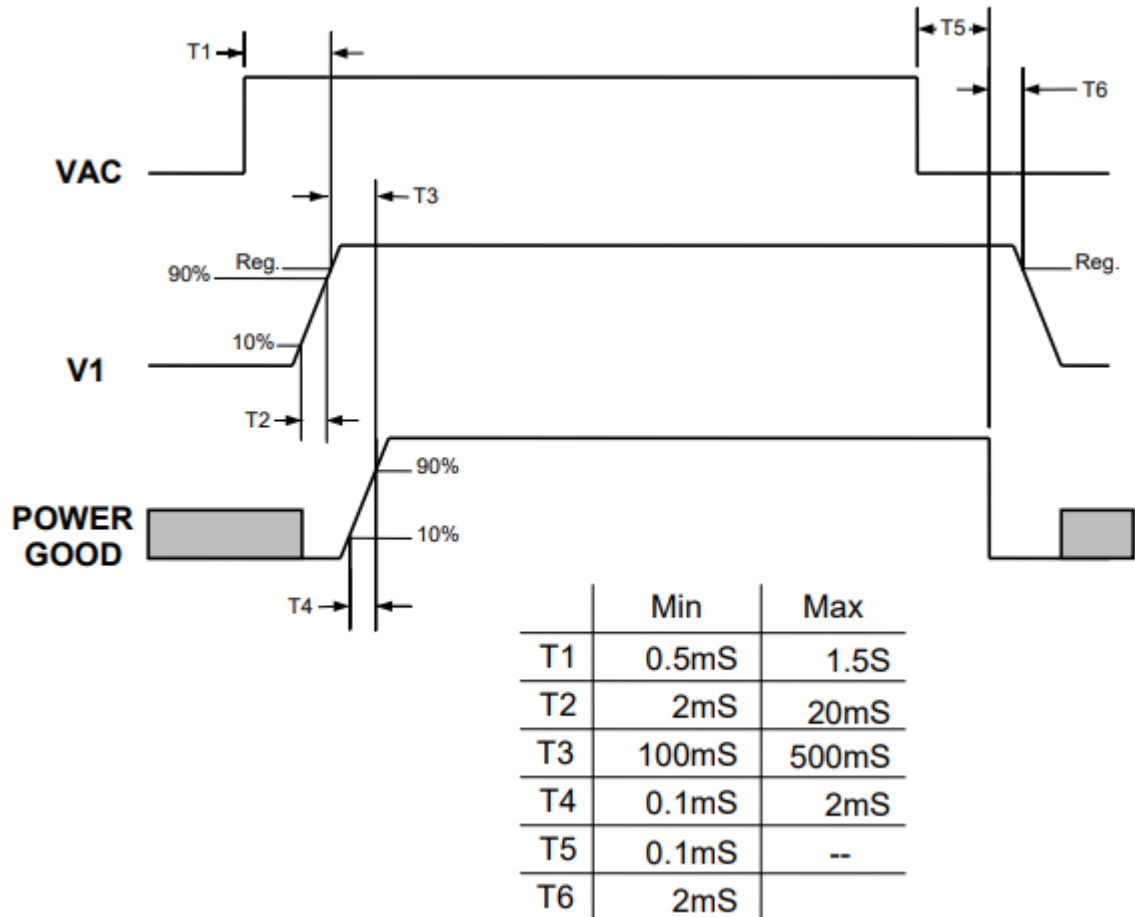 T1
T5
T6
VAC
T3
Reg.
90%
Reg.
10%
V1
T2
90%
POWER
GOOD
10%
T4
Min Max
T1 0.5mS 1.5S
T2 2mS 20mS
T3 100mS 500mS
T4 0.1mS 2mS
T5 0.1mS --
T6 2mS